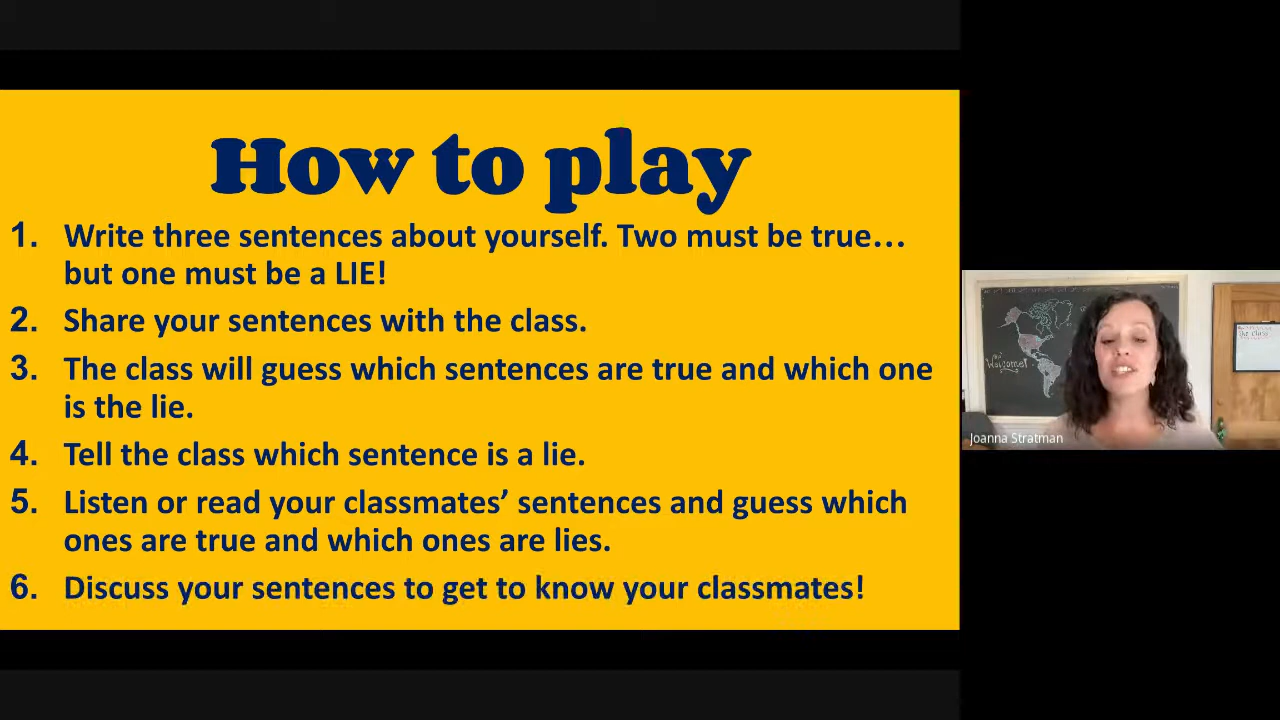 How to play
1. Write three sentences about yourself. Two must be true…
but one must be a LIE!
2. Share your sentences with the class.
3. The class will guess which sentences are true and which one
is the lie.
4. Tell the class which sentence is a lie.
5. Listen or read your classmates’ sentences and guess which
ones are true and which ones are lies.
6. Discuss your sentences to get to know your classmates!
Welcome!
Joanna Stratman